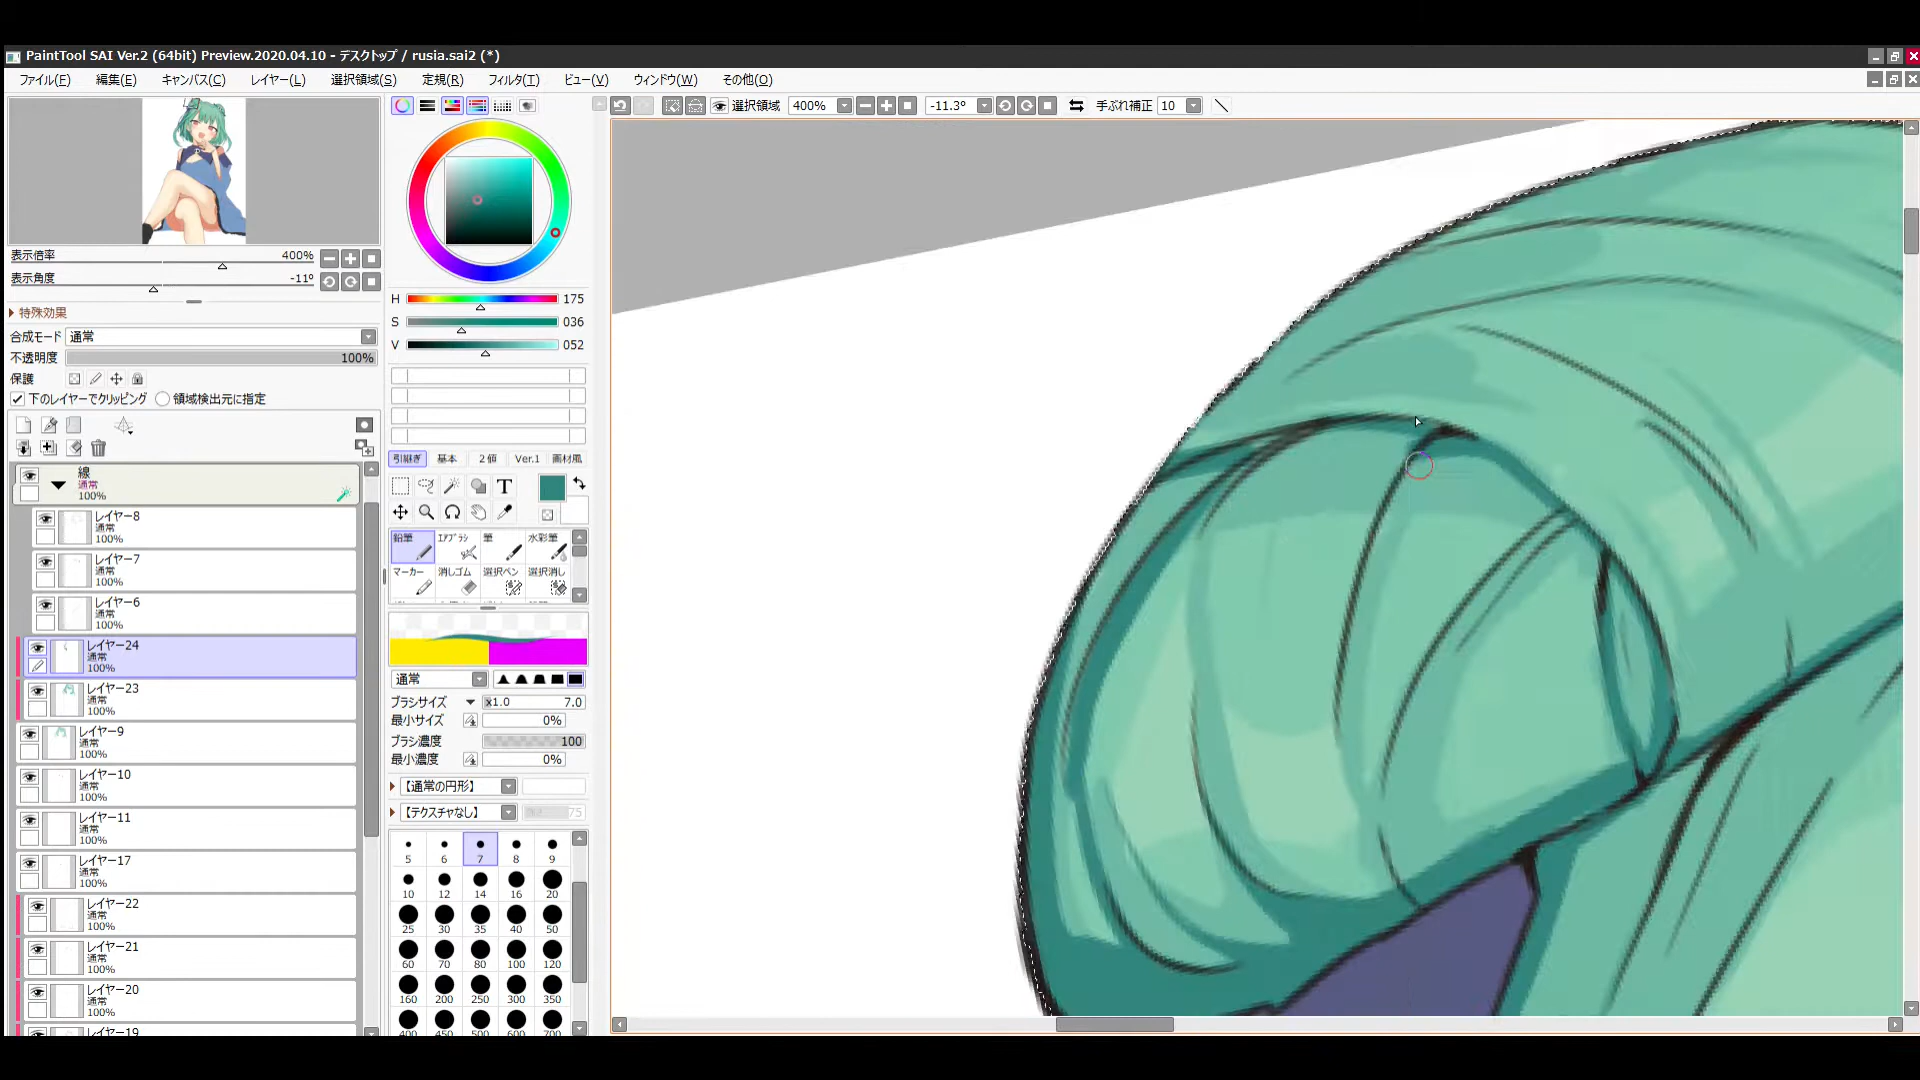 PaintTool SAI Ver.2 (64bit) Preview.2020.04.10 - デスクトップ / rusia.sai2 (*)
ファイル(F) 編集(E) キャンバス(C) レイヤー(L) 選択領域(S) 定規(R) フィルタ(T) ビュー(V) ウィンドウ(W) その他(O)
選択領域 400% -11.3º 手ぶれ補正 10
表示倍率 400%
表示角度 -11º
特殊効果
合成モード 通常
不透明度 100%
保護
下のレイヤーでクリッピング 領域検出元に指定
線
通常
100%
レイヤー8
通常
100%
レイヤー7
通常
100%
レイヤー6
通常
100%
レイヤー24
通常
100%
レイヤー23
通常
100%
レイヤー9
通常
100%
レイヤー10
通常
100%
レイヤー11
通常
100%
レイヤー17
通常
100%
レイヤー22
通常
100%
レイヤー21
通常
100%
レイヤー20
通常
100%
レイヤー19
H 175
S 036
V 052
引継ぎ 基本 2値 Ver.1 画材風
T
鉛筆 エアブラシ 筆 水彩筆
マーカー 消しゴム 選択ペン 選択消し
通常
ブラシサイズ x1.0 7.0
最小サイズ 0%
ブラシ濃度 100
最小濃度 0%
【通常の円形】
【テクスチャなし】 75
5 6 7 8 9
10 12 14 16 20
25 30 35 40 50
60 70 80 100 120
160 200 250 300 350
400 450 500 600 700